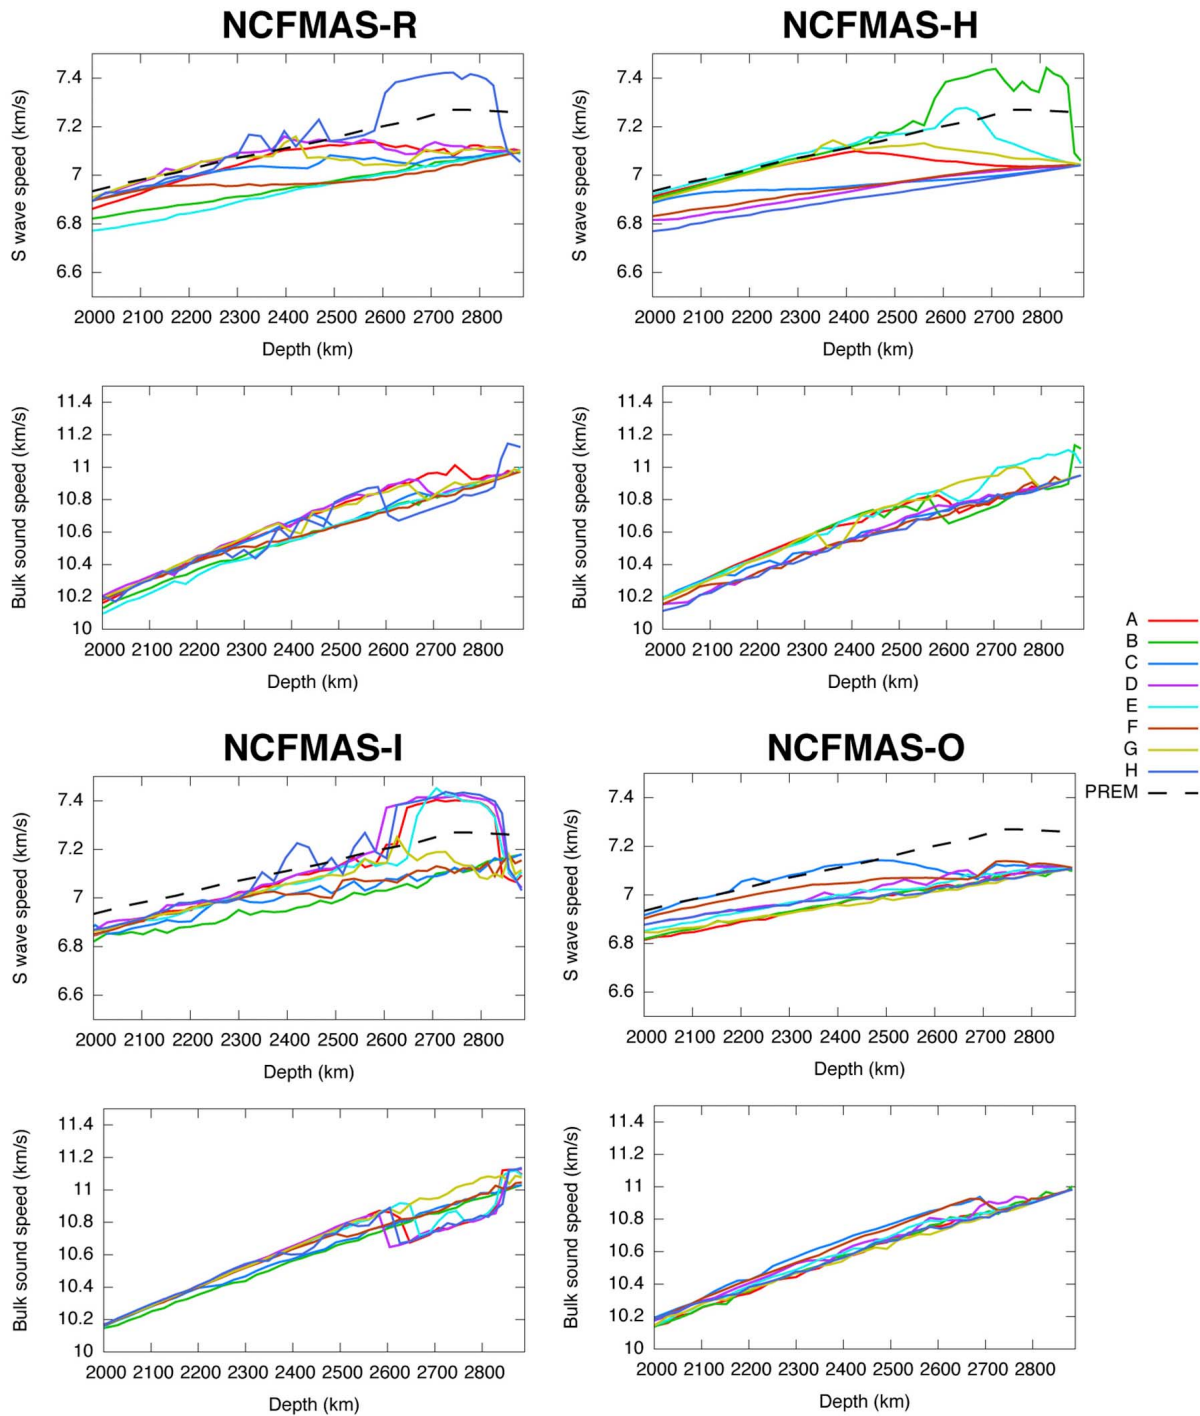 NCFMAS-R
7.4
7.2
7
6.8
6.6
S wave speed (km/s)
2000 2100 2200 2300 2400 2500 2600 2700 2800
Depth (km)
NCFMAS-H
7.4
7.2
7
6.8
6.6
S wave speed (km/s)
2000 2100 2200 2300 2400 2500 2600 2700 2800
Depth (km)
11.4
11.2
11
10.8
10.6
10.4
10.2
10
Bulk sound speed (km/s)
2000 2100 2200 2300 2400 2500 2600 2700 2800
Depth (km)
11.4
11.2
11
10.8
10.6
10.4
10.2
10
Bulk sound speed (km/s)
2000 2100 2200 2300 2400 2500 2600 2700 2800
Depth (km)
A
B
C
D
E
F
G
H
PREM
NCFMAS-I
7.4
7.2
7
6.8
6.6
S wave speed (km/s)
2000 2100 2200 2300 2400 2500 2600 2700 2800
Depth (km)
NCFMAS-O
7.4
7.2
7
6.8
6.6
S wave speed (km/s)
2000 2100 2200 2300 2400 2500 2600 2700 2800
Depth (km)
11.4
11.2
11
10.8
10.6
10.4
10.2
10
Bulk sound speed (km/s)
2000 2100 2200 2300 2400 2500 2600 2700 2800
Depth (km)
11.4
11.2
11
10.8
10.6
10.4
10.2
10
Bulk sound speed (km/s)
2000 2100 2200 2300 2400 2500 2600 2700 2800
Depth (km)